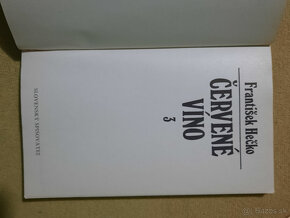 František Hečko
ČERVENÉ
VÍNO
3
SLOVENSKÝ SPISOVATEĽ